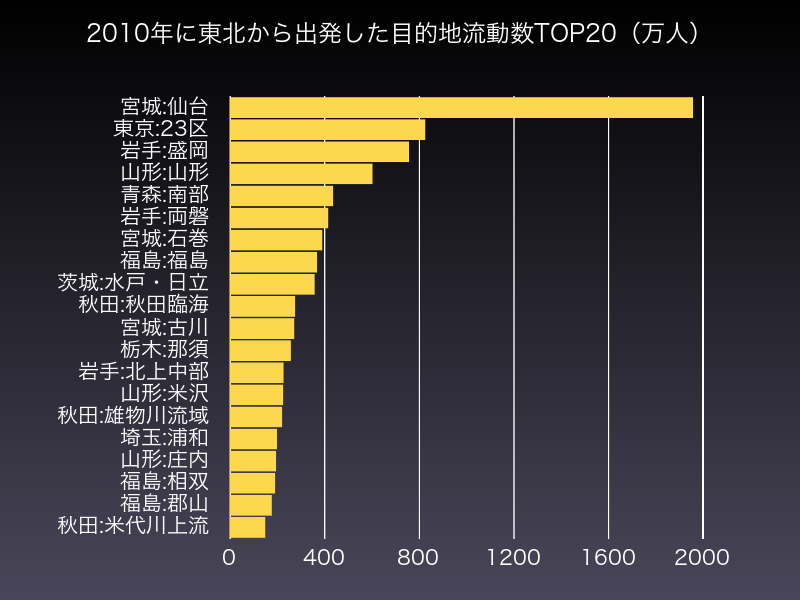 2010年に東北から出発した目的地流動数TOP20（万人）
宮城:仙台
東京:23区
岩手:盛岡
山形:山形
青森:南部
岩手:両磐
宮城:石巻
福島:福島
茨城:水戸・日立
秋田:秋田臨海
宮城:古川
栃木:那須
岩手:北上中部
山形:米沢
秋田:雄物川流域
埼玉:浦和
山形:庄内
福島:相双
福島:郡山
秋田:米代川上流
0 400 800 1200 1600 2000